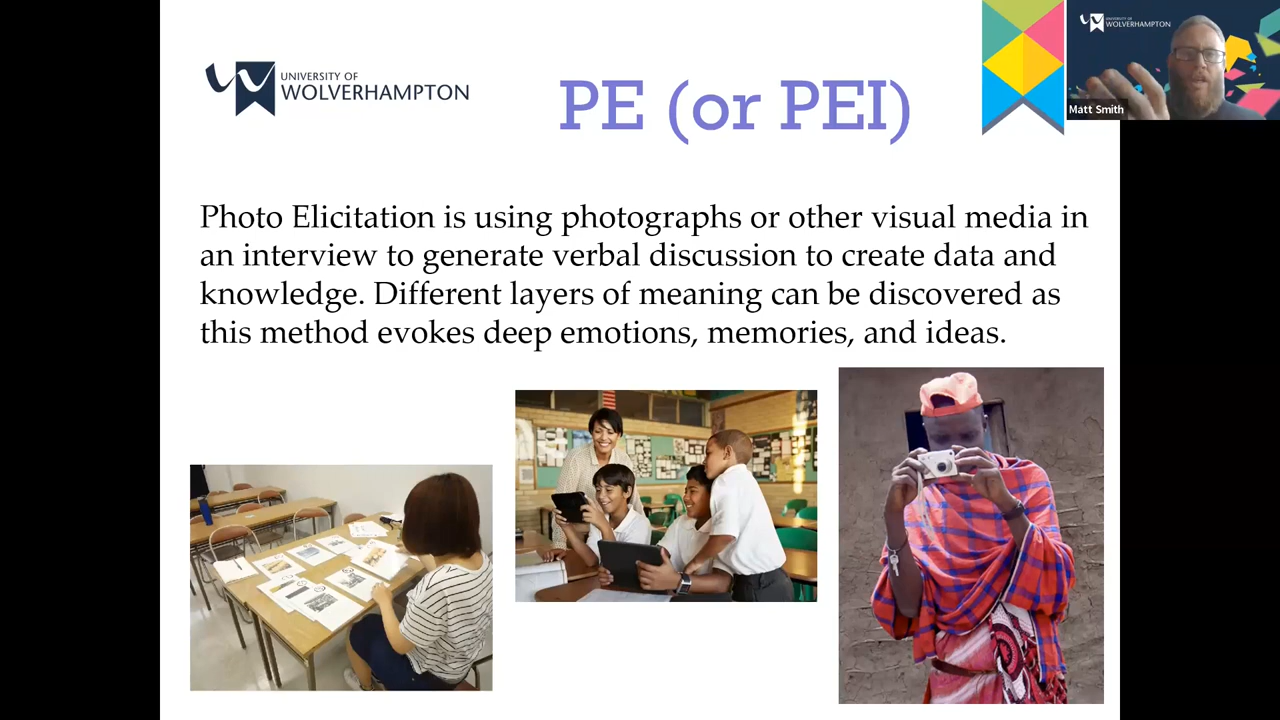 UNIVERSITY OF
WOLVERHAMPTON
PE (or PEI)
UNIVERSITY OF
WOLVERHAMPTON
Matt Smith
Photo Elicitation is using photographs or other visual media in
an interview to generate verbal discussion to create data and
knowledge. Different layers of meaning can be discovered as
this method evokes deep emotions, memories, and ideas.